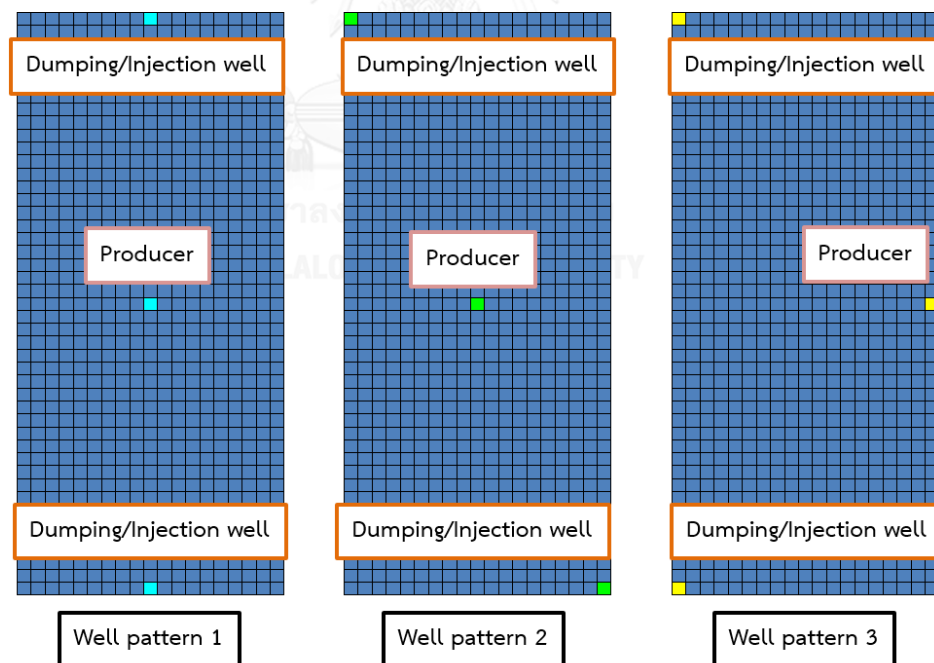 Dumping/Injection well
Dumping/Injection well
Dumping/Injection well
Producer
Producer
Producer
Dumping/Injection well
Dumping/Injection well
Dumping/Injection well
Well pattern 1
Well pattern 2
Well pattern 3